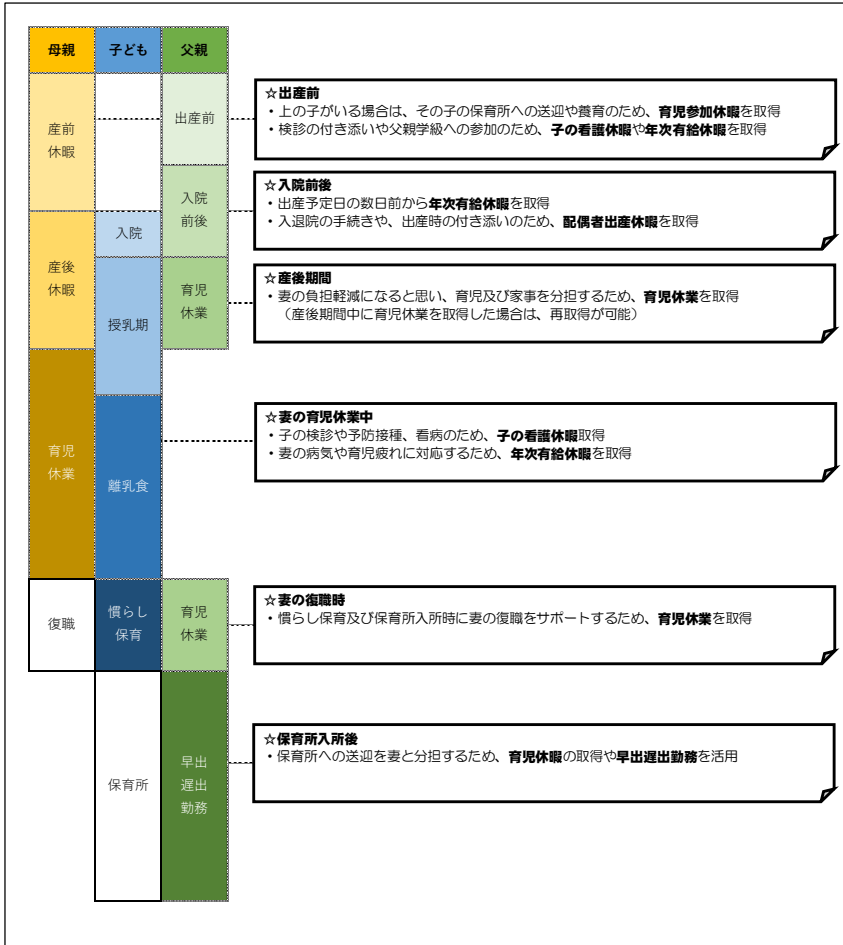 母親
子ども
父親
産前
休暇
出産前
☆出産前
・上の子がいる場合は、その子の保育所への送迎や養育のため、育児参加休暇を取得
・検診の付き添いや父親学級への参加のため、子の看護休暇や年次有給休暇を取得
入院
前後
☆入院前後
・出産予定日の数日前から年次有給休暇を取得
・入退院の手続きや、出産時の付き添いのため、配偶者出産休暇を取得
産後
休暇
入院
授乳期
育児
休業
☆産後期間
・妻の負担軽減になると思い、育児及び家事を分担するため、育児休業を取得
（産後期間中に育児休業を取得した場合は、再取得が可能）
育児
休業
離乳食
☆妻の育児休業中
・子の検診や予防接種、看病のため、子の看護休暇取得
・妻の病気や育児疲れに対応するため、年次有給休暇を取得
復職
慣らし
保育
育児
休業
☆妻の復職時
・慣らし保育及び保育所入所時に妻の復職をサポートするため、育児休業を取得
保育所
早出
遅出
勤務
☆保育所入所後
・保育所への送迎を妻と分担するため、育児休暇の取得や早出遅出勤務を活用